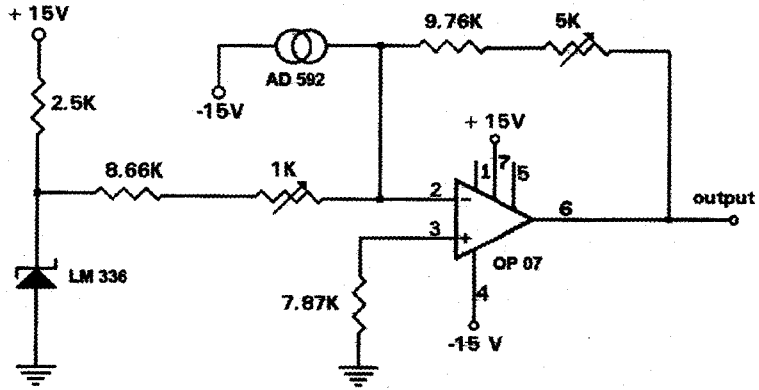 + 15V
9.76K
5K
AD 592
-15V
2.5K
+ 15V
8.66K
1K
1
7
5
2
6
output
3
OP 07
LM 336
7.87K
4
-15 V